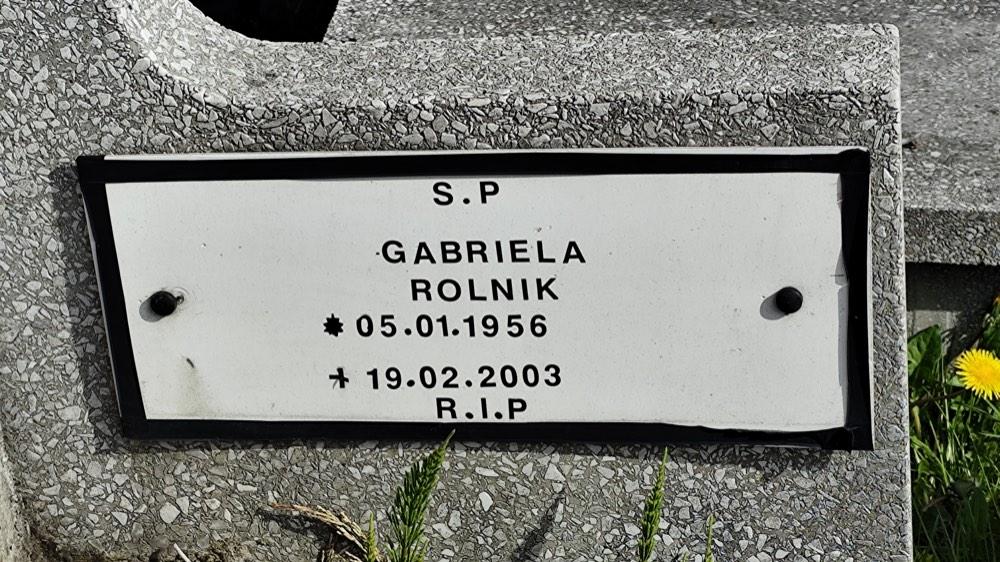 S.P
GABRIELA
ROLNIK
* 05.01.1956
+ 19.02.2003
R.I.P